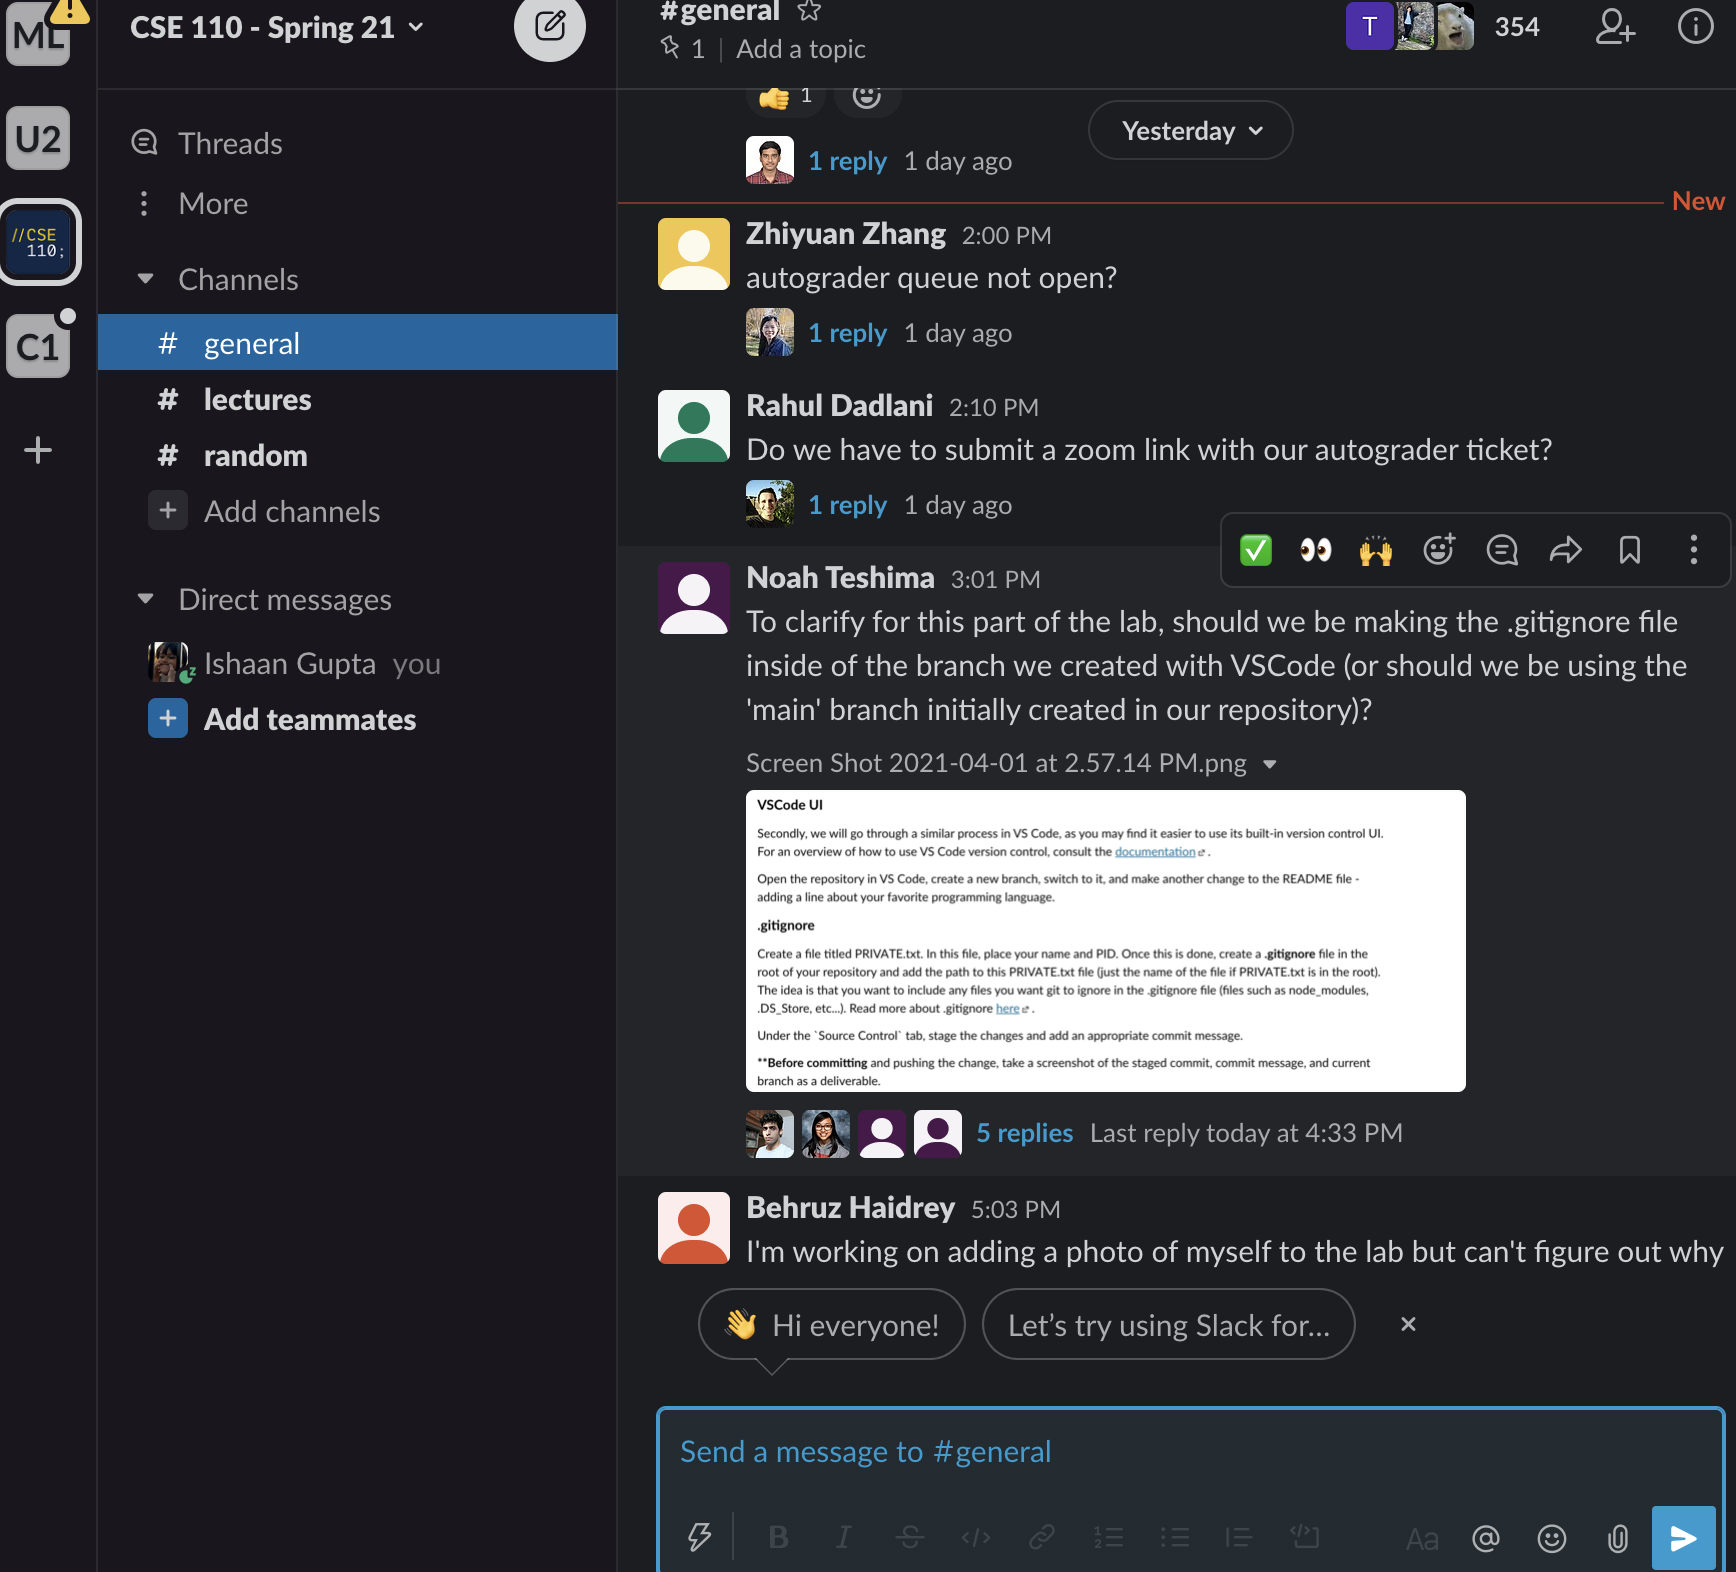 ML
U2
//CSE
110;
C1
CSE 110 - Spring 21
Threads
More
Channels
# general
# lectures
# random
+ Add channels
Direct messages
Ishaan Gupta you
+ Add teammates
#general
1 | Add a topic
T
354
1
1 reply 1 day ago
Yesterday
New
Zhiyuan Zhang 2:00 PM
autograder queue not open?
1 reply 1 day ago
Rahul Dadlani 2:10 PM
Do we have to submit a zoom link with our autograder ticket?
1 reply 1 day ago
Noah Teshima 3:01 PM
To clarify for this part of the lab, should we be making the .gitignore file
inside of the branch we created with VSCode (or should we be using the
'main' branch initially created in our repository)?
Screen Shot 2021-04-01 at 2.57.14 PM.png
VSCode UI
Secondly, we will go through a similar process in VS Code, as you may find it easier to use its built-in version control UI.
For an overview of how to use VS Code version control, consult the documentation .
Open the repository in VS Code, create a new branch, switch to it, and make another change to the README file -
adding a line about your favorite programming language.
.gitignore
Create a file titled PRIVATE.txt. In this file, place your name and PID. Once this is done, create a .gitignore file in the
root of your repository and add the path to this PRIVATE.txt file (just the name of the file if PRIVATE.txt is in the root).
The idea is that you want to include any files you want git to ignore in the .gitignore file (files such as node_modules,
.DS_Store, etc...). Read more about .gitignore here .
Under the `Source Control` tab, stage the changes and add an appropriate commit message.
**Before committing and pushing the change, take a screenshot of the staged commit, commit message, and current
branch as a deliverable.
5 replies Last reply today at 4:33 PM
Behruz Haidrey 5:03 PM
I'm working on adding a photo of myself to the lab but can't figure out why
👋 Hi everyone!
Let's try using Slack for...
Send a message to #general
B I S </> Aa @